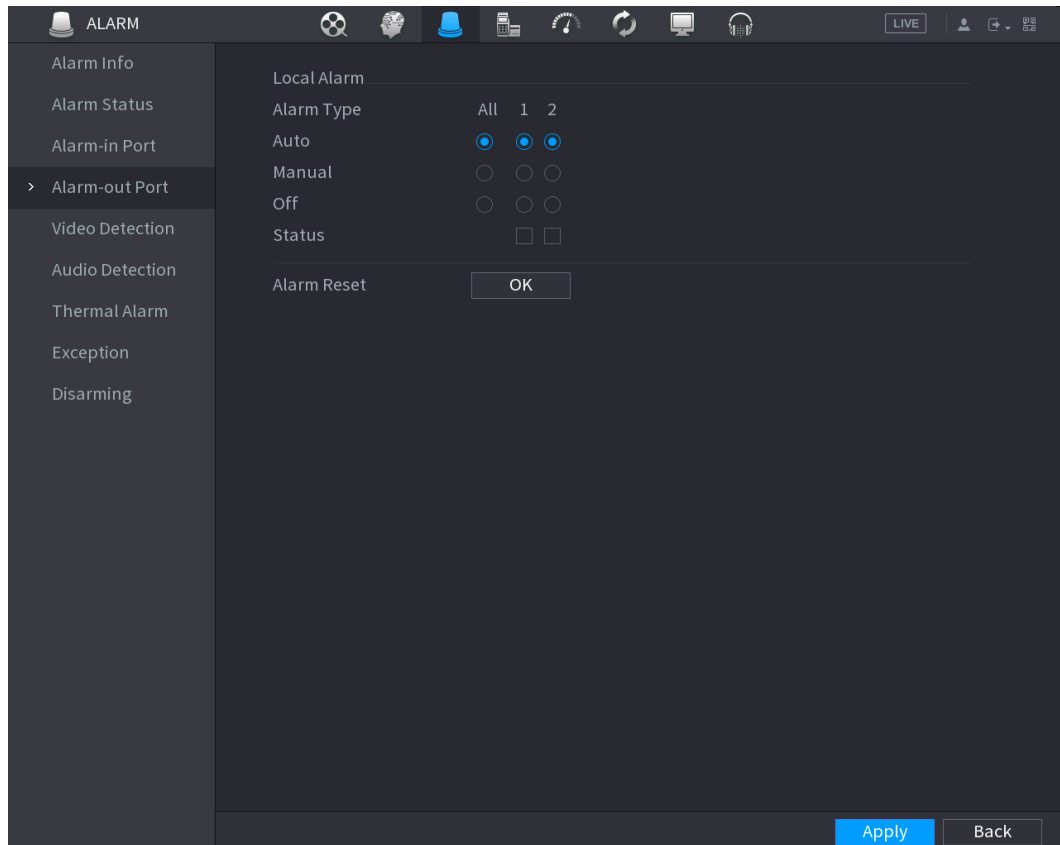 ALARM
LIVE
Alarm Info
Alarm Status
Alarm-in Port
Alarm-out Port
Video Detection
Audio Detection
Thermal Alarm
Exception
Disarming
Local Alarm
Alarm Type All 1 2
Auto
Manual
Off
Status
Alarm Reset OK
Apply Back